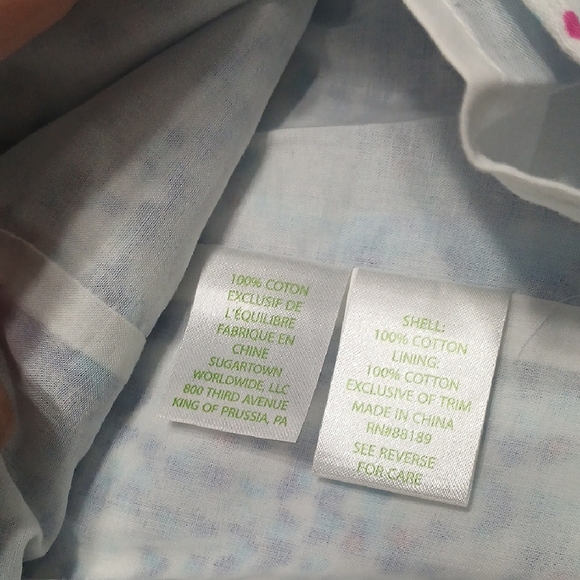 100% COTON
EXCLUSIF DE
L'ÉQUILIBRE
FABRIQUE EN
CHINE
SUGARTOWN
WORLDWIDE, LLC
800 THIRD AVENUE
KING OF PRUSSIA, PA
SHELL:
100% COTTON
LINING:
100% COTTON
EXCLUSIVE OF TRIM
MADE IN CHINA
RN#88189
SEE REVERSE
FOR CARE